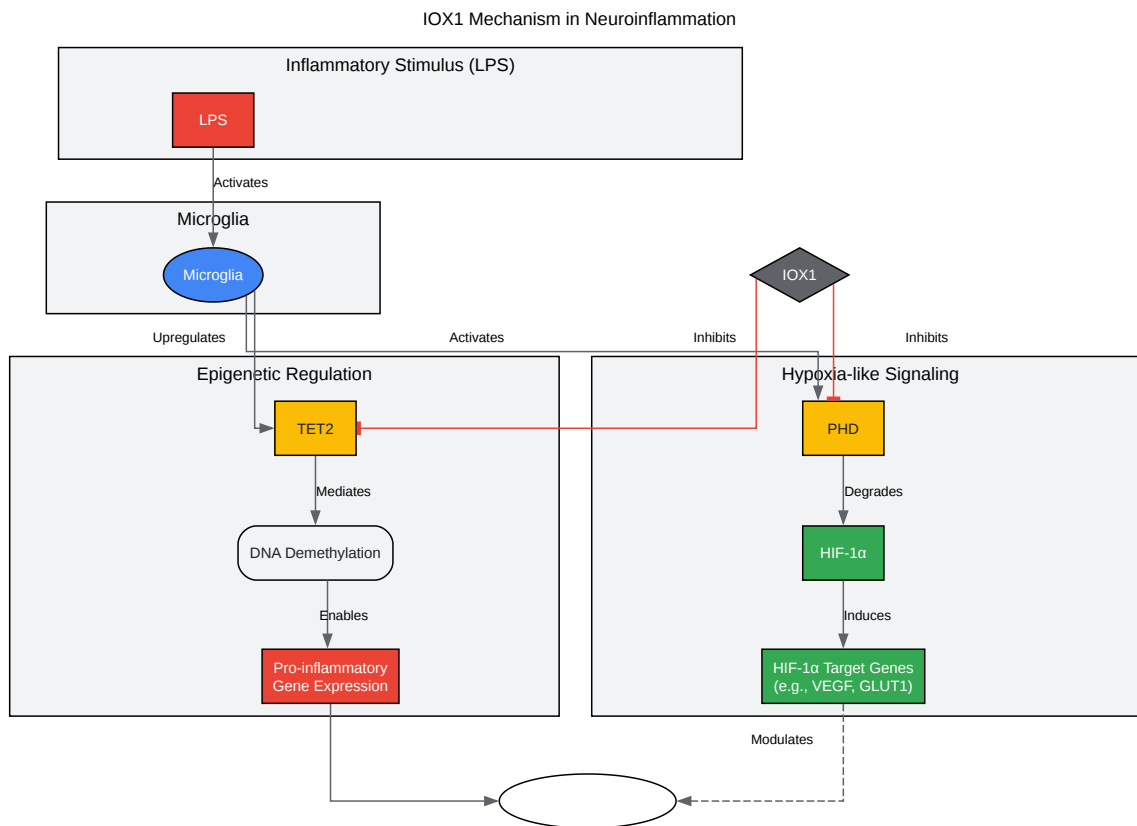 IOX1 Mechanism in Neuroinflammation
Inflammatory Stimulus (LPS)
LPS
Activates
Microglia
Microglia
IOX1
Upregulates
Activates
Inhibits
Inhibits
Epigenetic Regulation
Hypoxia-like Signaling
TET2
PHD
Mediates
Degrades
DNA Demethylation
HIF-1α
Enables
Induces
Pro-inflammatory
Gene Expression
HIF-1α Target Genes
(e.g., VEGF, GLUT1)
Modulates